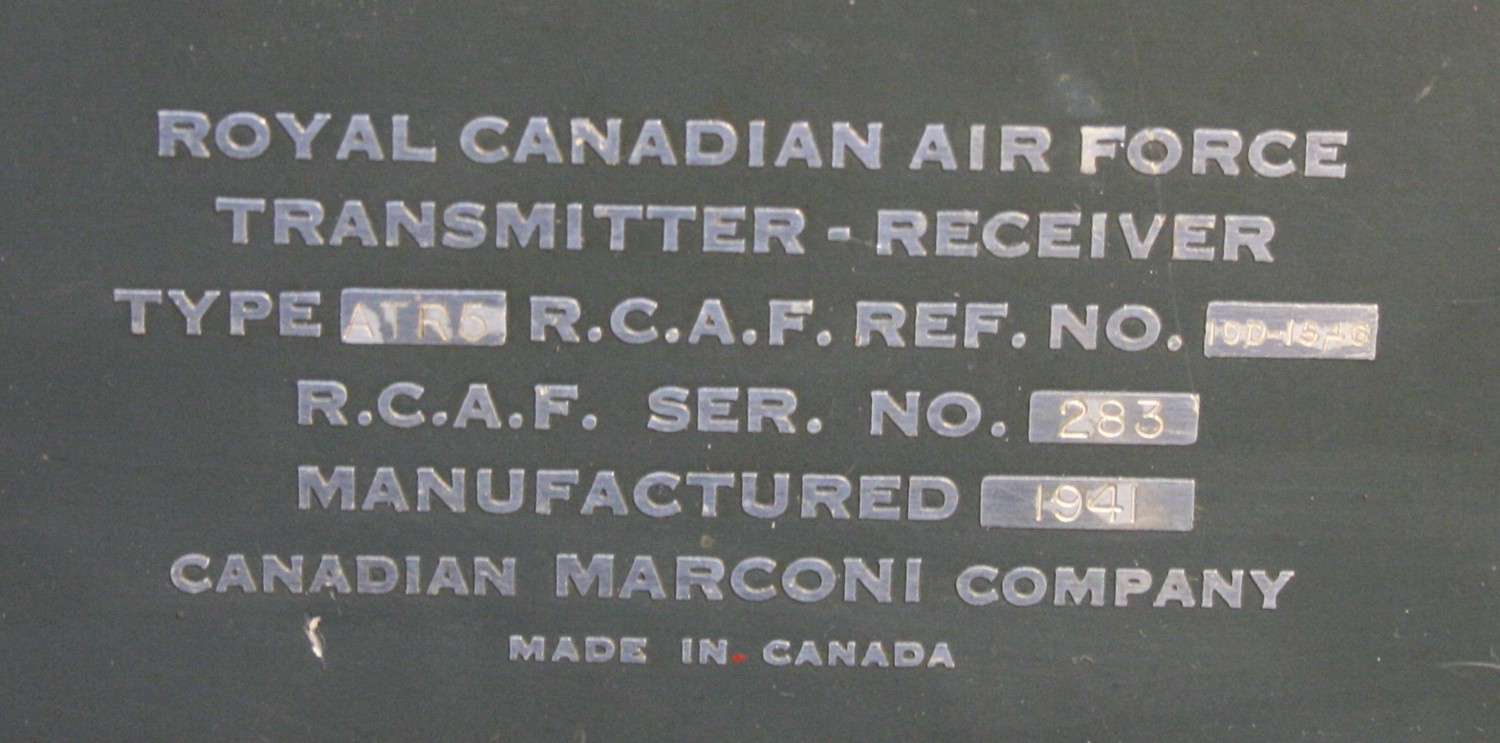 ROYAL CANADIAN AIR FORCE
TRANSMITTER - RECEIVER
TYPE ATR5 R.C.A.F. REF. NO.
R.C.A.F. SER. NO. 283
MANUFACTURED 1941
CANADIAN MARCONI COMPANY
MADE IN CANADA